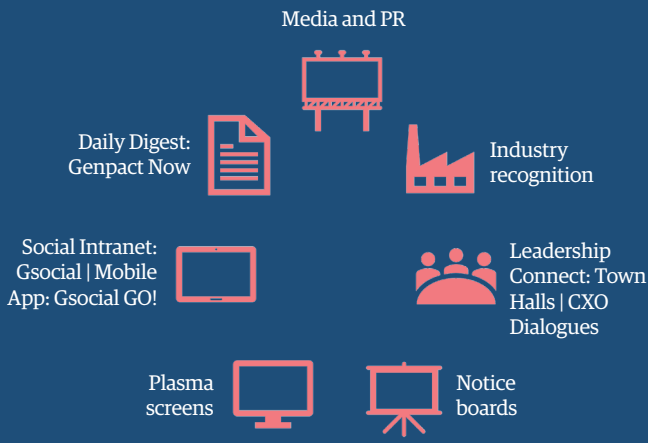 Media and PR
Daily Digest:
Genpact Now
Industry
recognition
Social Intranet:
Gsocial | Mobile
App: Gsocial GO!
Leadership
Connect: Town
Halls | CXO
Dialogues
Plasma
screens
Notice
boards